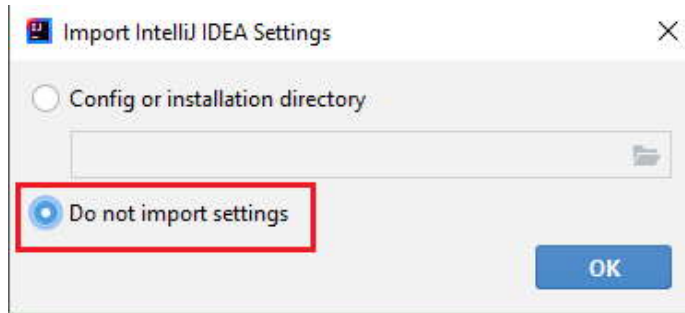 Import IntelliJ IDEA Settings
Config or installation directory
Do not import settings
OK